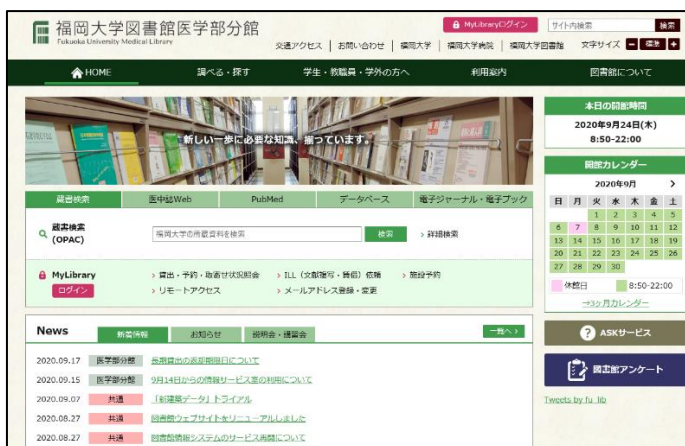 福岡大学図書館医学部分館
Fukuoka University Medical Library
MyLibraryログイン
サイト内検索
検索
交通アクセス | お問い合わせ | 福岡大学 | 福岡大学病院 | 福岡大学図書館
文字サイズ - 標準 +
HOME
調べる・探す
学生・教職員・学外の方へ
利用案内
図書館について
新しい一歩に必要な知識、揃っています。
蔵書検索
医中誌Web
PubMed
データベース
電子ジャーナル・電子ブック
蔵書検索
(OPAC)
福岡大学の所蔵資料を検索
検索
> 詳細検索
MyLibrary
ログイン
> 貸出・予約・取寄せ状況照会
> ILL（文献複写・貸借）依頼
> 施設予約
> リモートアクセス
> メールアドレス登録・変更
News
新着情報
お知らせ
説明会・講習会
一覧へ >
2020.09.17 医学部分館 長期貸出の返却期限日について
2020.09.15 医学部分館 9月14日からの情報サービス室の利用について
2020.09.07 共通 「新建築データ」トライアル
2020.08.27 共通 図書館ウェブサイトをリニューアルしました
2020.08.27 共通 図書館情報システムのサービス再開について
本日の開館時間
2020年9月24日(木)
8:50-22:00
開館カレンダー
2020年9月 >
日 月 火 水 木 金 土
1 2 3 4 5
6 7 8 9 10 11 12
13 14 15 16 17 18 19
20 21 22 23 24 25 26
27 28 29 30
休館日
8:50-22:00
→3ヶ月カレンダー
? ASKサービス
図書館アンケート
Tweets by fu_lib